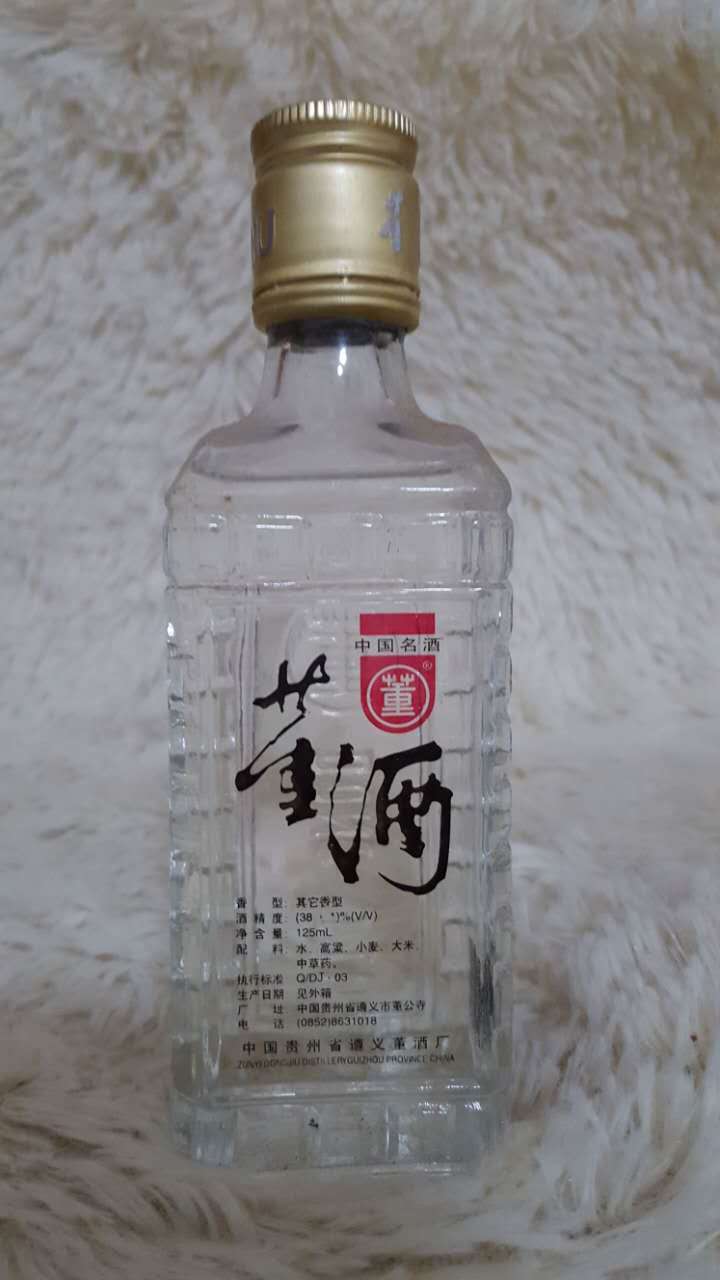 董
中国名酒
董®
董酒
香 型: 其它香型
酒精度: (38 )%(V/V)
净含量: 125mL
配 料: 水、高粱、小麦、大米、
中草药。
执行标准 Q/DJ·03
生产日期 见外箱
厂 址 中国贵州省遵义市董公寺
电 话 (0852)8631018
中国贵州省遵义董酒厂
ZUNYI DONGJIU DISTILLERY GUIZHOU PROVINCE CHINA